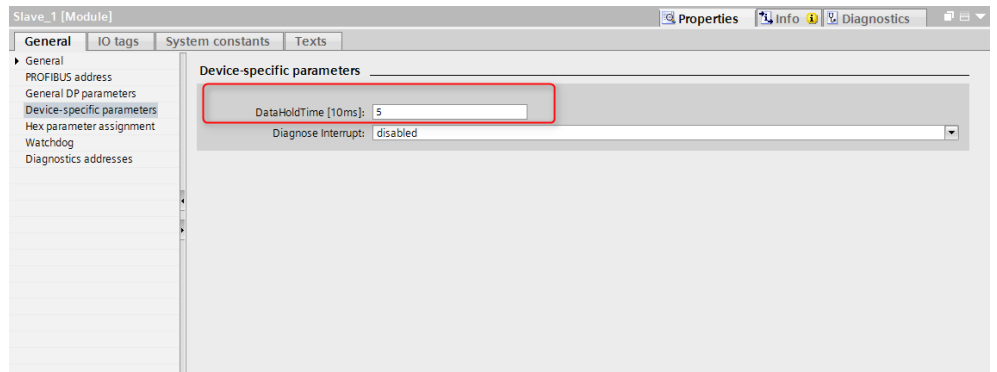 Slave_1 [Module]
Properties
Info
Diagnostics
General
IO tags
System constants
Texts
General
PROFIBUS address
General DP parameters
Device-specific parameters
Hex parameter assignment
Watchdog
Diagnostics addresses
Device-specific parameters
DataHoldTime [10ms]: 5
Diagnose Interrupt: disabled